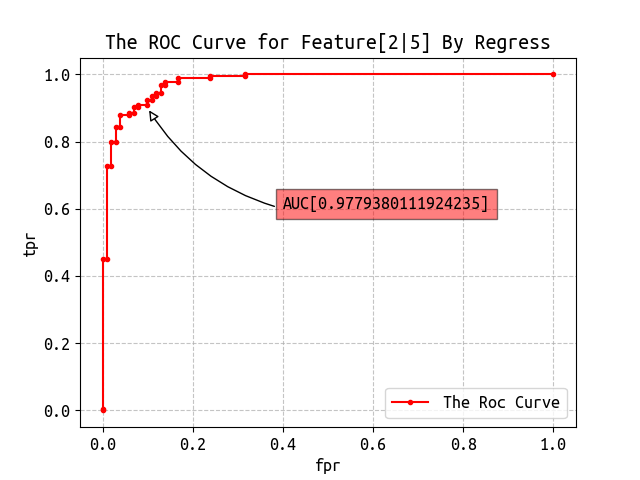 The ROC Curve for Feature[2|5] By Regress
1.0
0.8
0.6
0.4
0.2
0.0
tpr
AUC[0.9779380111924235]
The Roc Curve
0.0 0.2 0.4 0.6 0.8 1.0
fpr